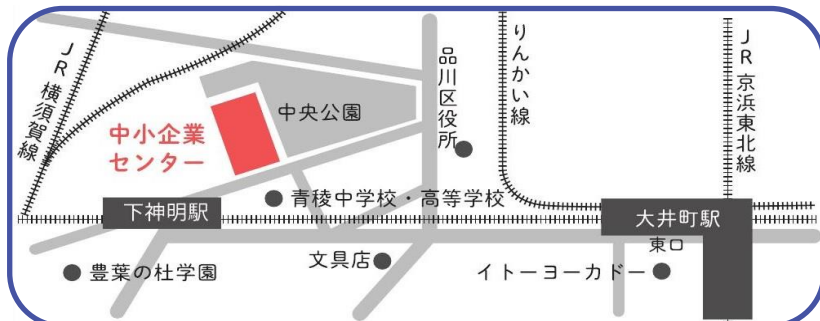 JR横須賀線
中央公園
品川区役所
りんかい線
JR京浜東北線
中小企業
センター
青稜中学校・高等学校
下神明駅
大井町駅
東口
豊葉の杜学園
文具店
イトーヨーカドー